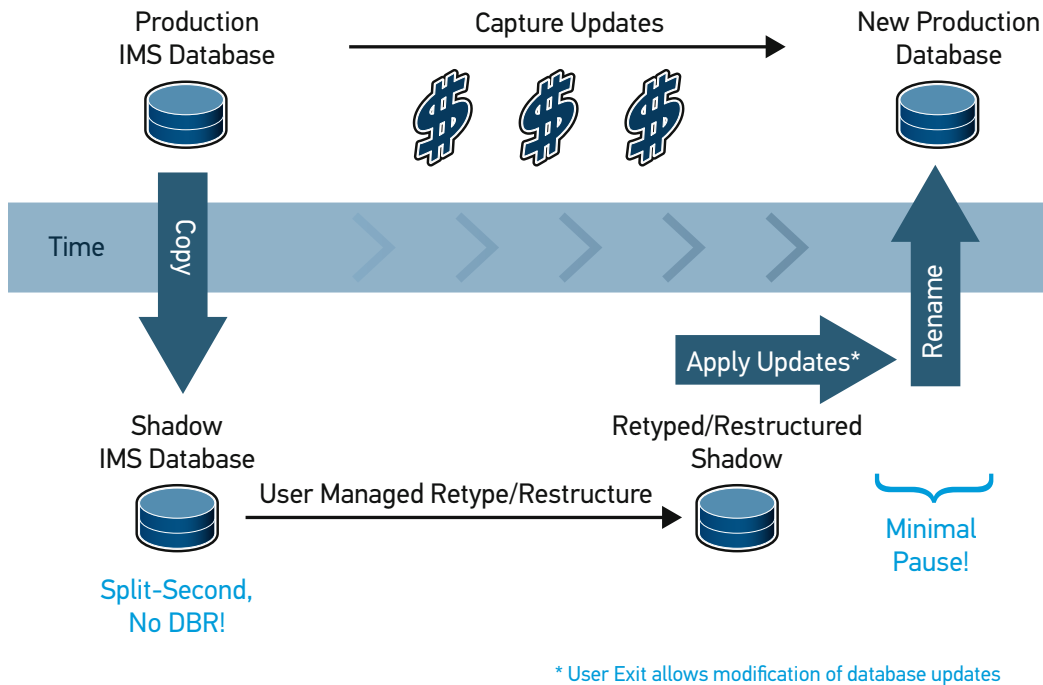 Production
IMS Database
Capture Updates
New Production
Database
$ $ $
Time
Copy
Rename
Apply Updates*
Shadow
IMS Database
User Managed Retype/Restructure
Retyped/Restructured
Shadow
Split-Second,
No DBR!
Minimal
Pause!
* User Exit allows modification of database updates